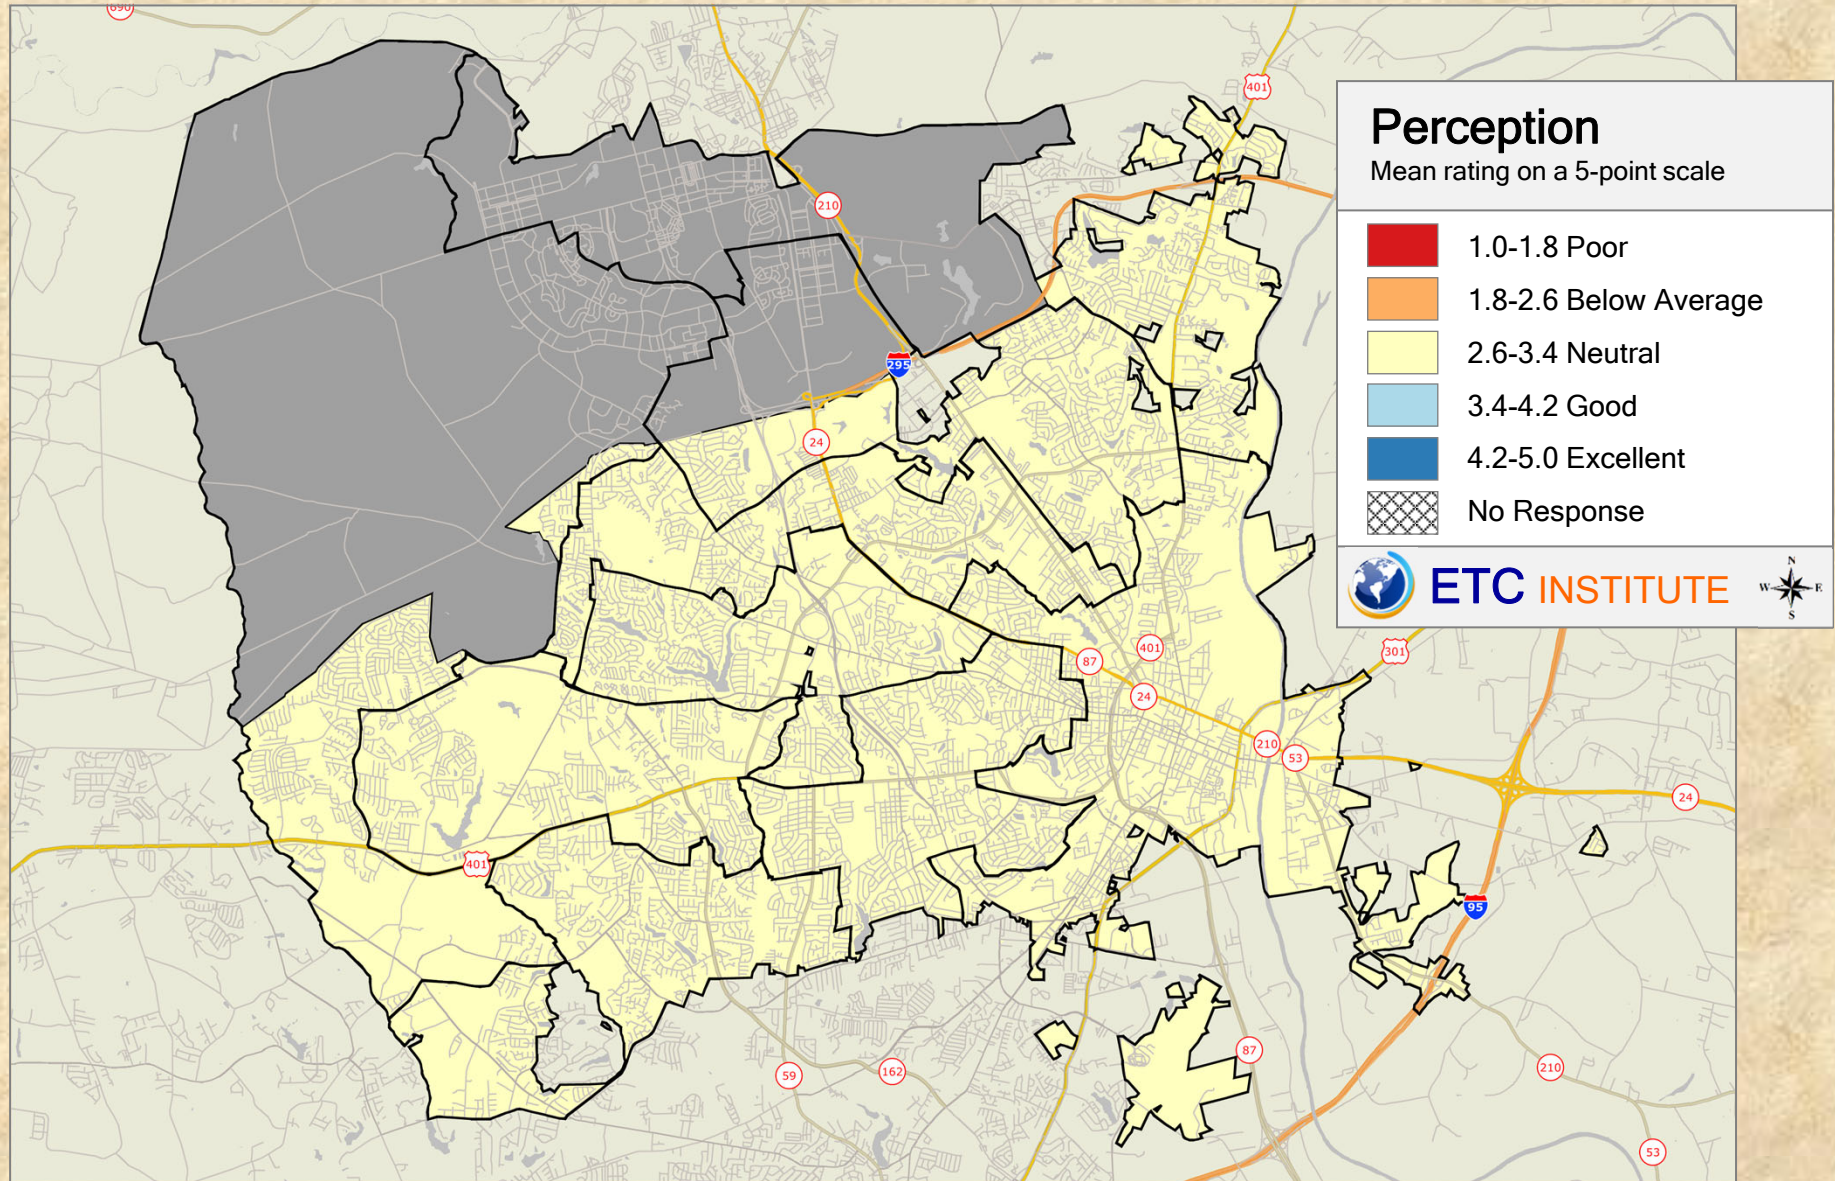 690
401
Perception
Mean rating on a 5-point scale
210
1.0-1.8 Poor
1.8-2.6 Below Average
2.6-3.4 Neutral
295
3.4-4.2 Good
24
4.2-5.0 Excellent
No Response
ETC INSTITUTE
N
W E
S
401
87
301
24
210
53
24
401
95
87
59
162
210
53